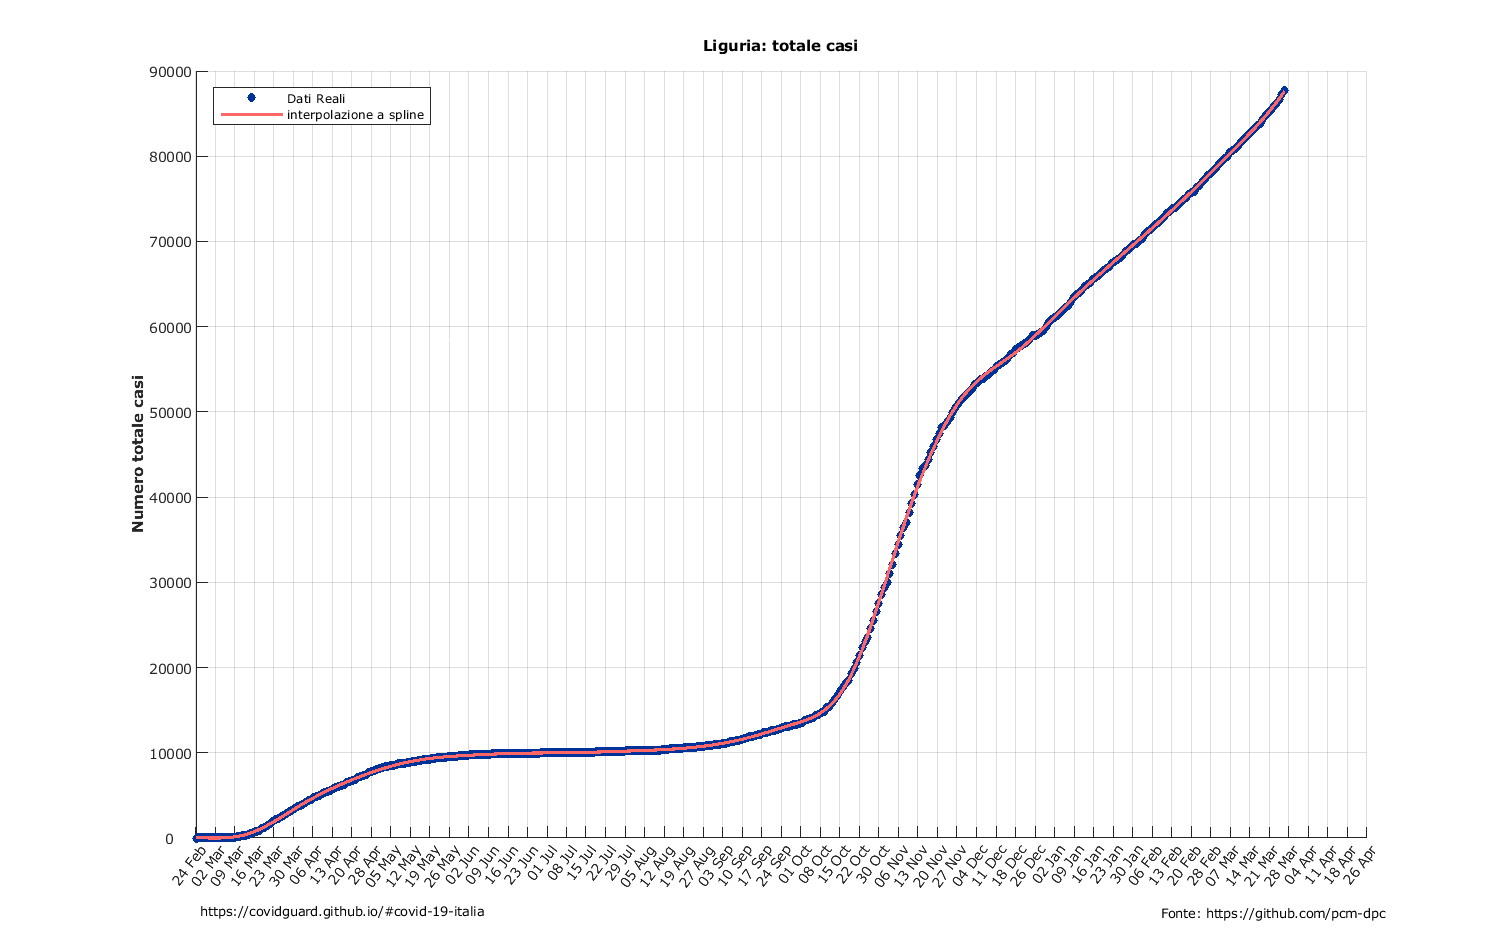 Liguria: totale casi
Dati Reali
interpolazione a spline
Numero totale casi
90000
80000
70000
60000
50000
40000
30000
20000
10000
0
24 Feb
02 Mar
09 Mar
16 Mar
23 Mar
30 Mar
06 Apr
13 Apr
20 Apr
28 Apr
05 May
12 May
19 May
26 May
02 Jun
09 Jun
16 Jun
23 Jun
01 Jul
08 Jul
15 Jul
22 Jul
29 Jul
05 Aug
12 Aug
19 Aug
27 Aug
03 Sep
10 Sep
17 Sep
24 Sep
01 Oct
08 Oct
15 Oct
22 Oct
30 Oct
06 Nov
13 Nov
20 Nov
27 Nov
04 Dec
11 Dec
18 Dec
26 Dec
02 Jan
09 Jan
16 Jan
23 Jan
30 Jan
06 Feb
13 Feb
20 Feb
28 Feb
07 Mar
14 Mar
21 Mar
28 Mar
04 Apr
11 Apr
18 Apr
26 Apr
https://covidguard.github.io/#covid-19-italia
Fonte: https://github.com/pcm-dpc